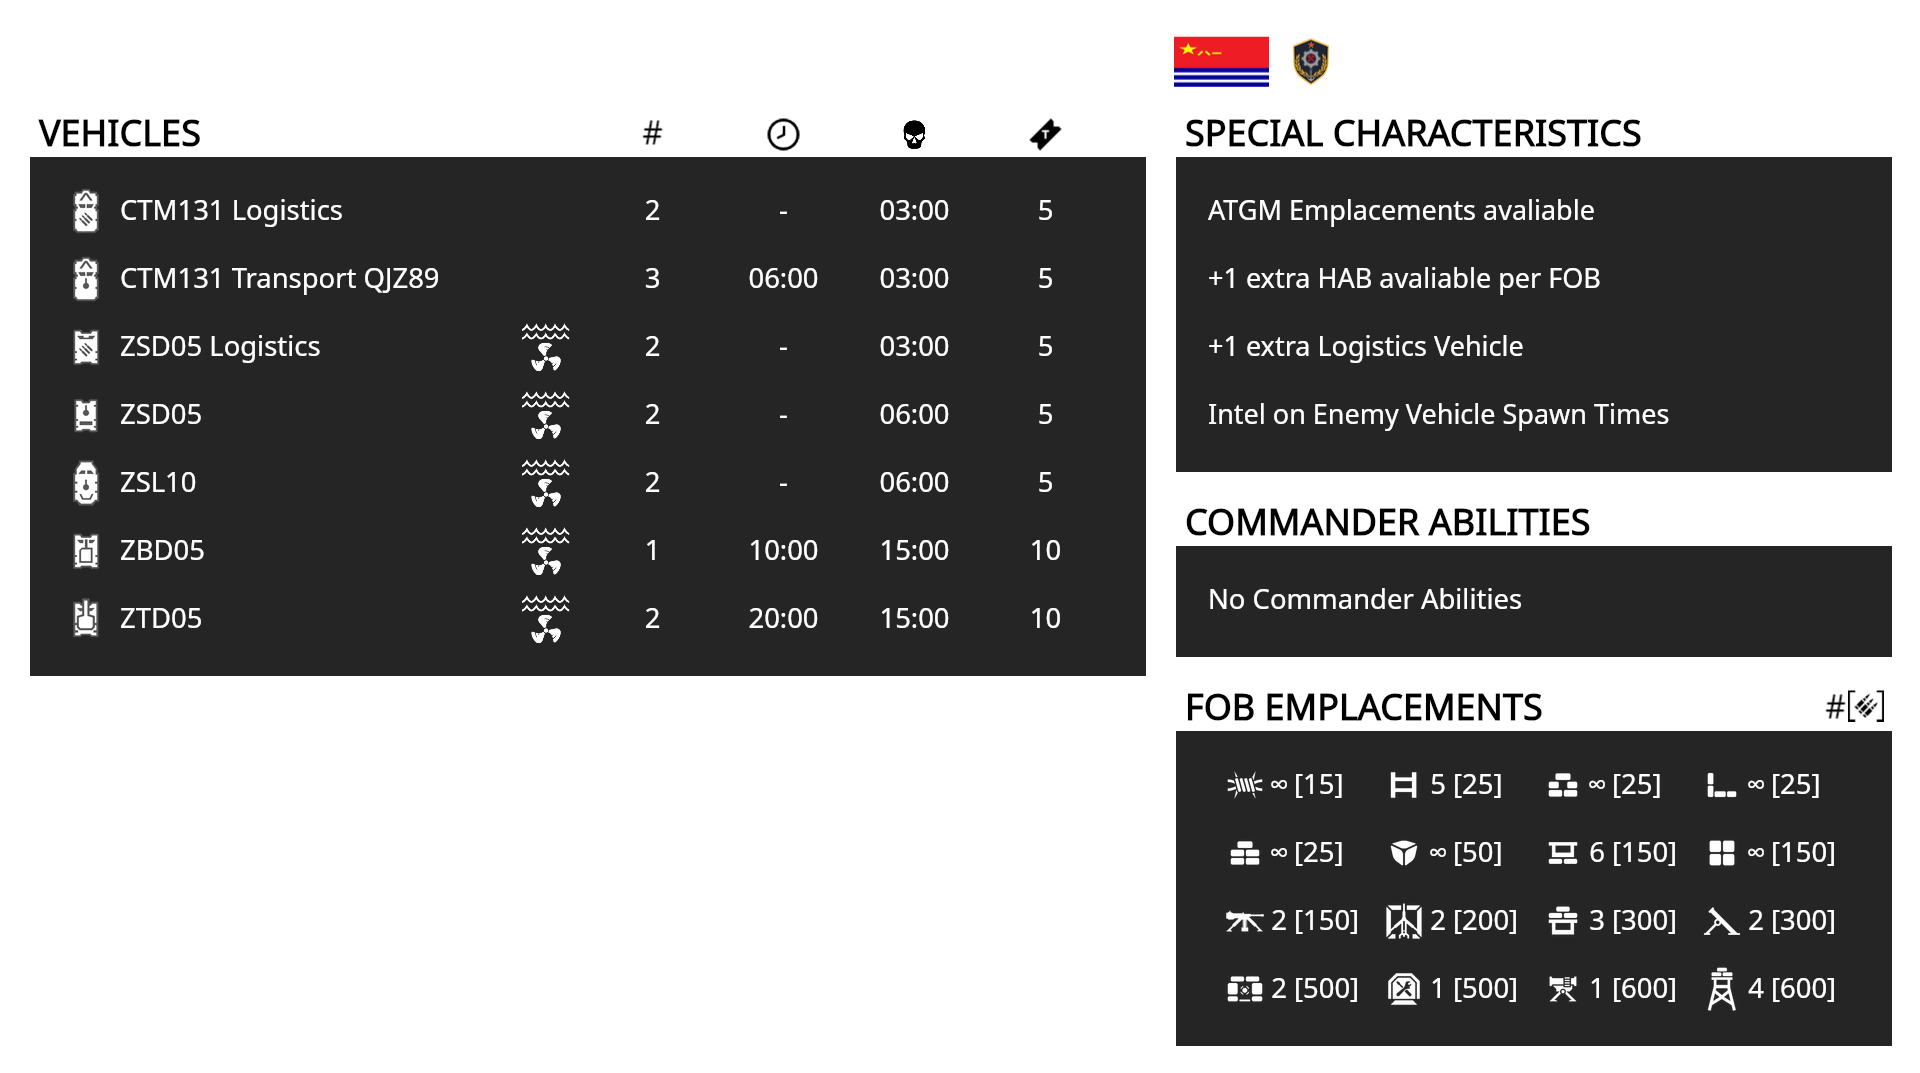 VEHICLES #
CTM131 Logistics 2 - 03:00 5
CTM131 Transport QJZ89 3 06:00 03:00 5
ZSD05 Logistics 2 - 03:00 5
ZSD05 2 - 06:00 5
ZSL10 2 - 06:00 5
ZBD05 1 10:00 15:00 10
ZTD05 2 20:00 15:00 10
SPECIAL CHARACTERISTICS
ATGM Emplacements avaliable
+1 extra HAB avaliable per FOB
+1 extra Logistics Vehicle
Intel on Enemy Vehicle Spawn Times
COMMANDER ABILITIES
No Commander Abilities
FOB EMPLACEMENTS #[]
∞ [15] 5 [25] ∞ [25] ∞ [25]
∞ [25] ∞ [50] 6 [150] ∞ [150]
2 [150] 2 [200] 3 [300] 2 [300]
2 [500] 1 [500] 1 [600] 4 [600]